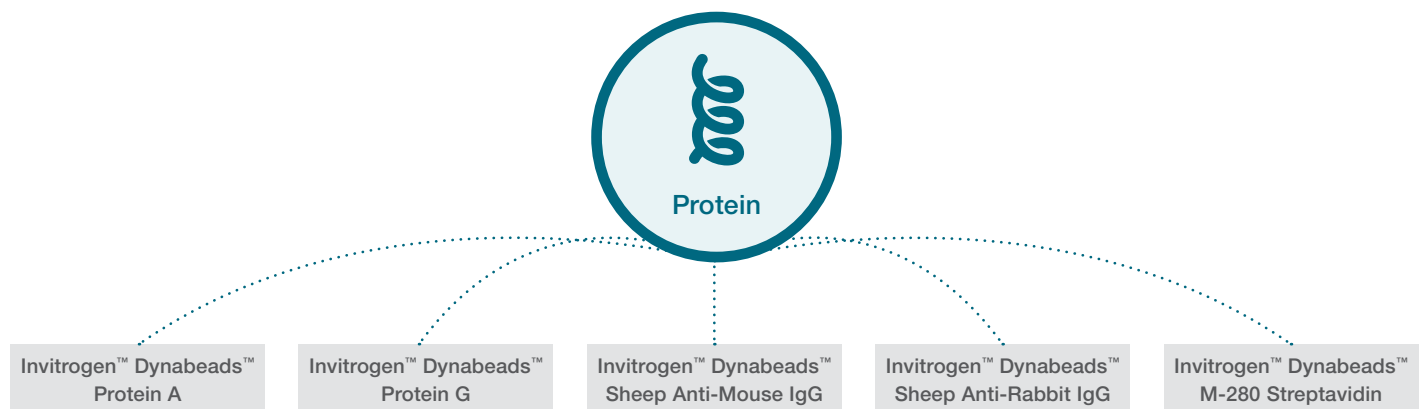 Protein
Invitrogen™ Dynabeads™
Protein A
Invitrogen™ Dynabeads™
Protein G
Invitrogen™ Dynabeads™
Sheep Anti-Mouse IgG
Invitrogen™ Dynabeads™
Sheep Anti-Rabbit IgG
Invitrogen™ Dynabeads™
M-280 Streptavidin